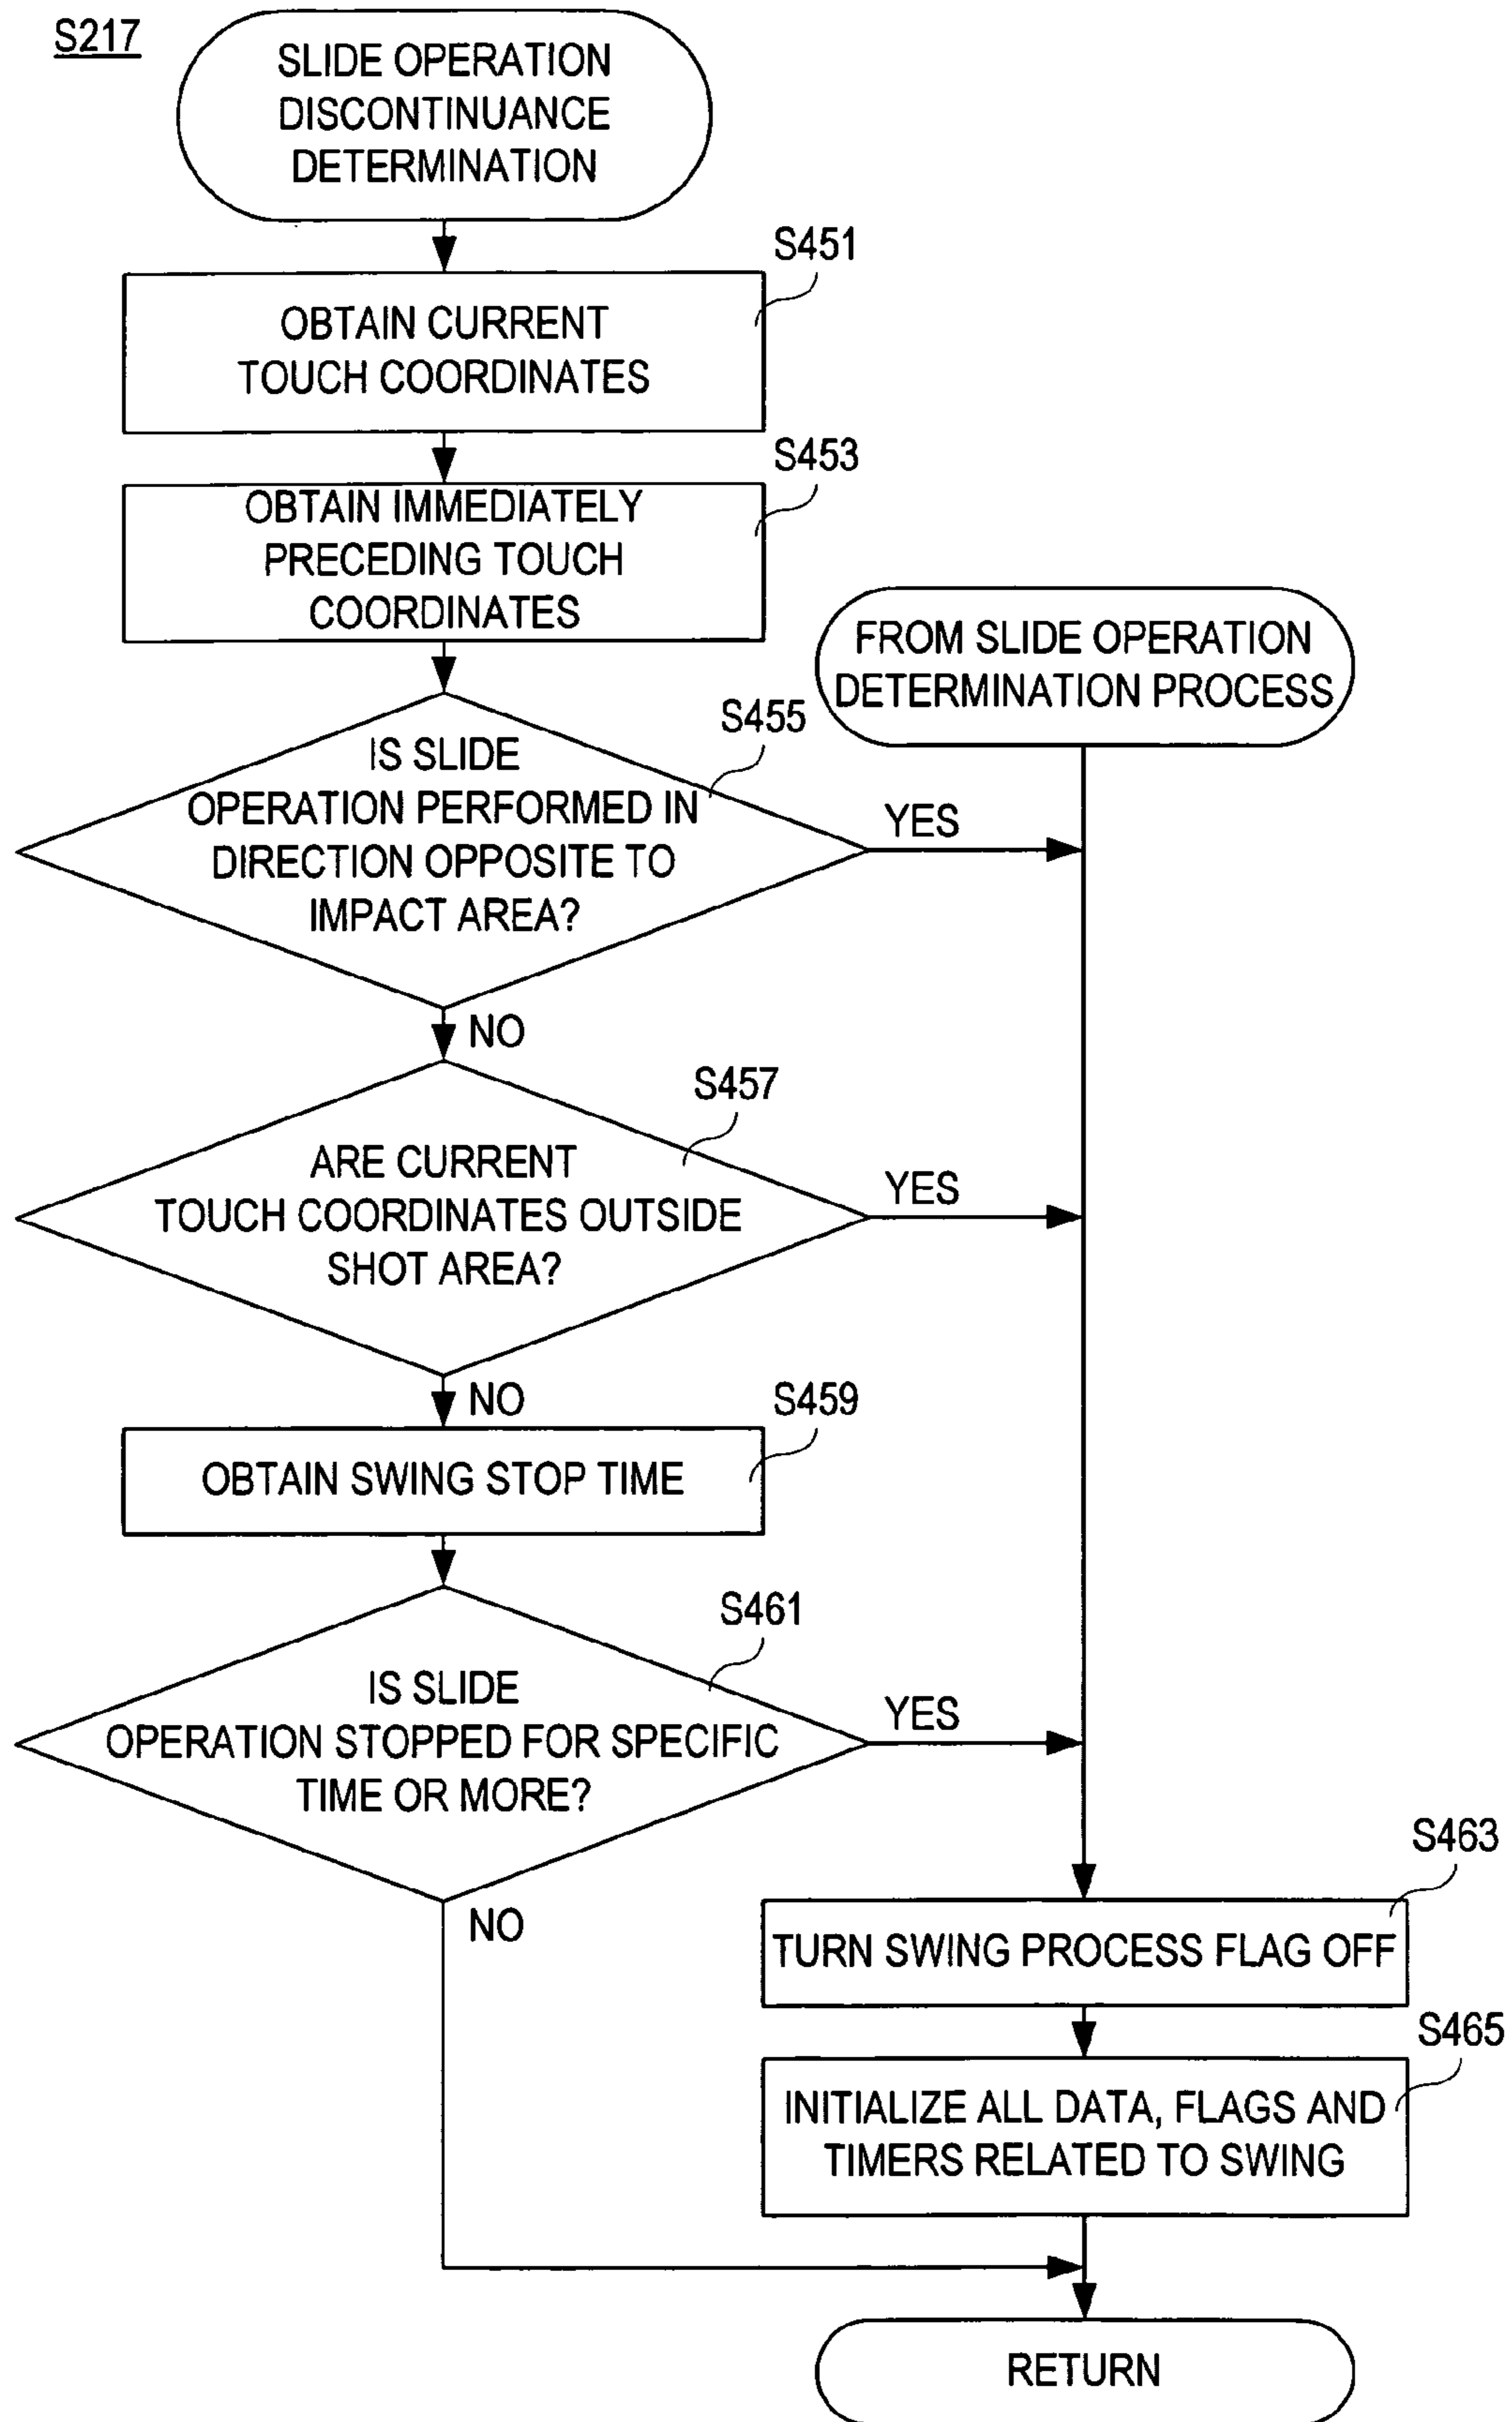 S217
SLIDE OPERATION
DISCONTINUANCE
DETERMINATION
S451
OBTAIN CURRENT
TOUCH COORDINATES
S453
OBTAIN IMMEDIATELY
PRECEDING TOUCH
COORDINATES
FROM SLIDE OPERATION
DETERMINATION PROCESS
S455
IS SLIDE
OPERATION PERFORMED IN
DIRECTION OPPOSITE TO
IMPACT AREA?
YES
NO
S457
ARE CURRENT
TOUCH COORDINATES OUTSIDE
SHOT AREA?
YES
NO
S459
OBTAIN SWING STOP TIME
S461
IS SLIDE
OPERATION STOPPED FOR SPECIFIC
TIME OR MORE?
YES
NO
S463
TURN SWING PROCESS FLAG OFF
S465
INITIALIZE ALL DATA, FLAGS AND
TIMERS RELATED TO SWING
RETURN